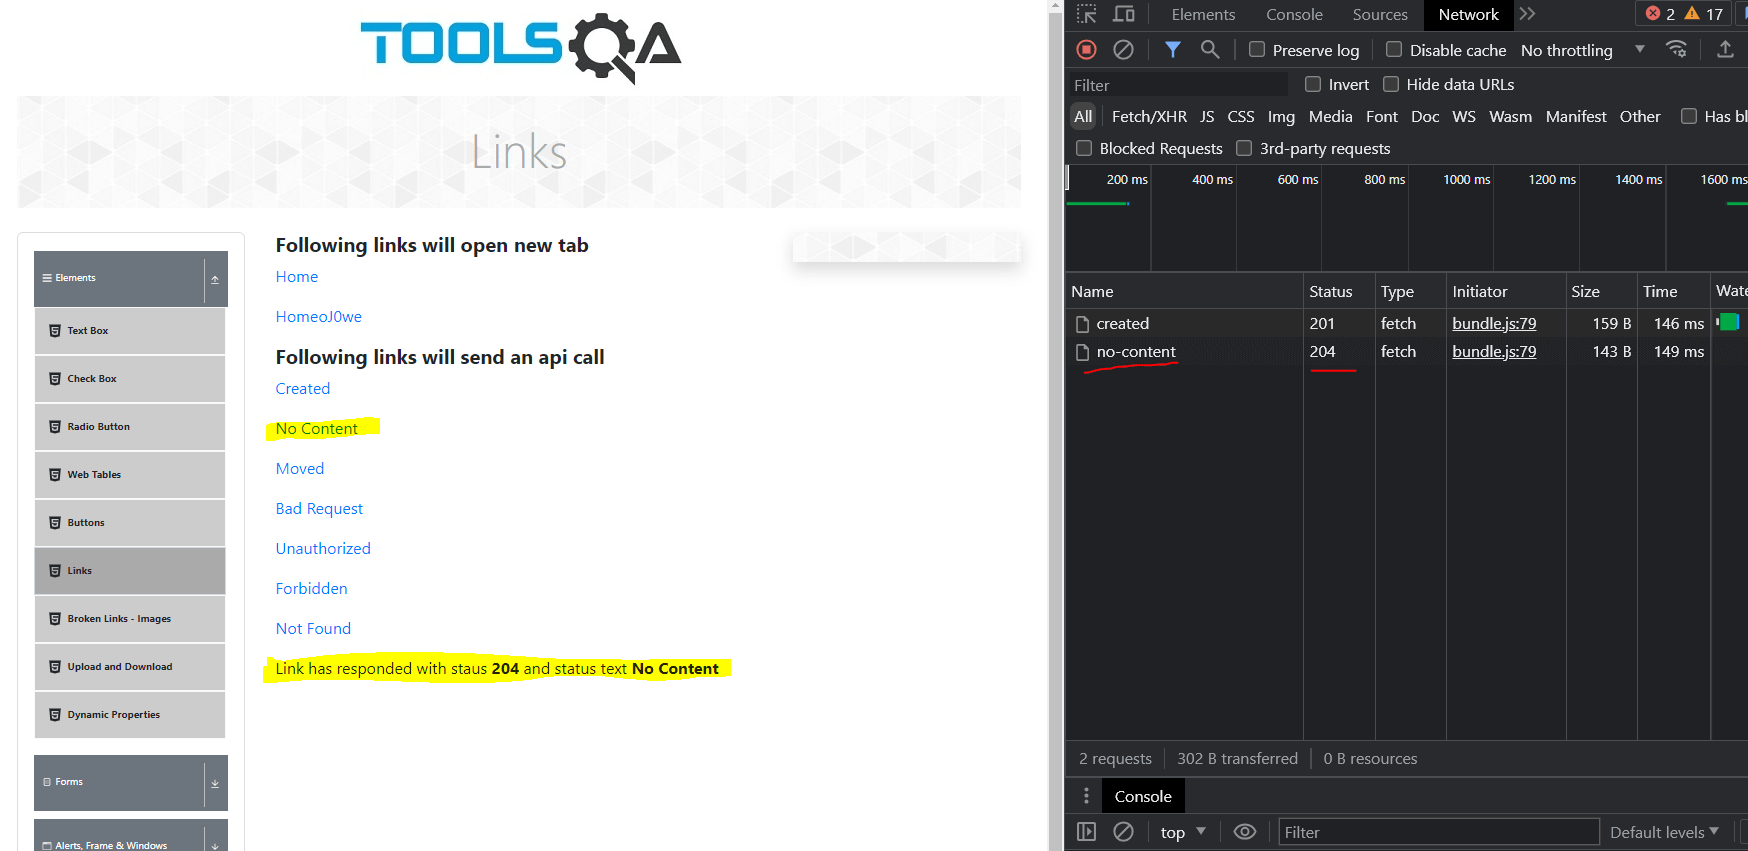 TOOLSQA
Links
Elements
Text Box
Check Box
Radio Button
Web Tables
Buttons
Links
Broken Links - Images
Upload and Download
Dynamic Properties
Forms
Alerts, Frame & Windows
Following links will open new tab
Home
HomeoJ0we
Following links will send an api call
Created
No Content
Moved
Bad Request
Unauthorized
Forbidden
Not Found
Link has responded with staus 204 and status text No Content
Elements Console Sources Network 2 17
Preserve log Disable cache No throttling
Filter Invert Hide data URLs
All Fetch/XHR JS CSS Img Media Font Doc WS Wasm Manifest Other Has bl
Blocked Requests 3rd-party requests
200 ms 400 ms 600 ms 800 ms 1000 ms 1200 ms 1400 ms 1600 ms
Name Status Type Initiator Size Time Wate
created 201 fetch bundle.js:79 159 B 146 ms
no-content 204 fetch bundle.js:79 143 B 149 ms
2 requests 302 B transferred 0 B resources
Console
top Filter Default levels